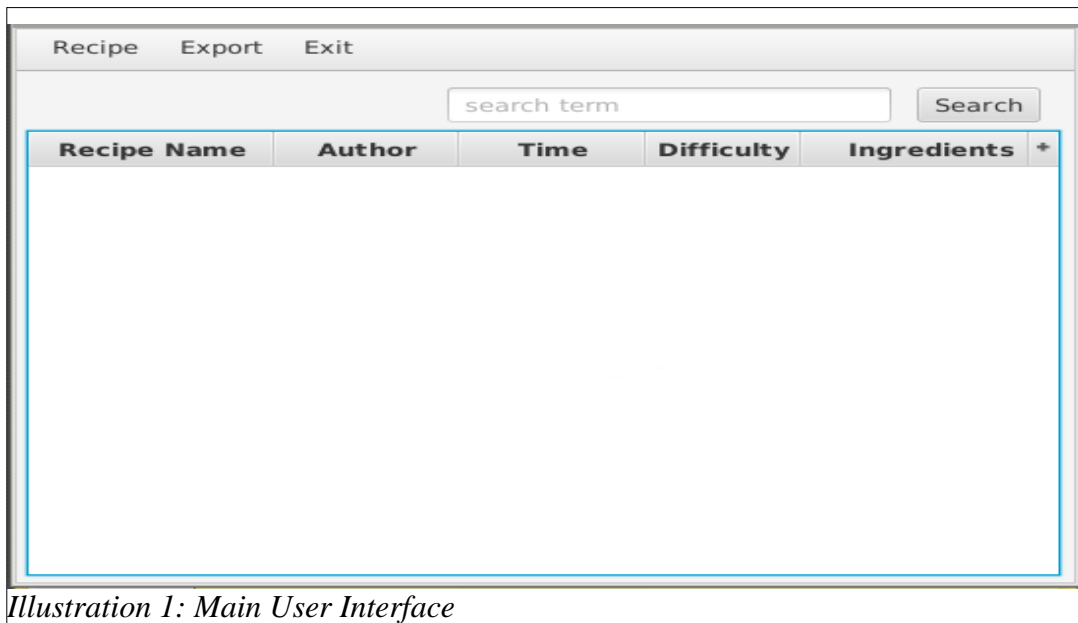 Recipe Export Exit
search term Search
Recipe Name Author Time Difficulty Ingredients +
Illustration 1: Main User Interface